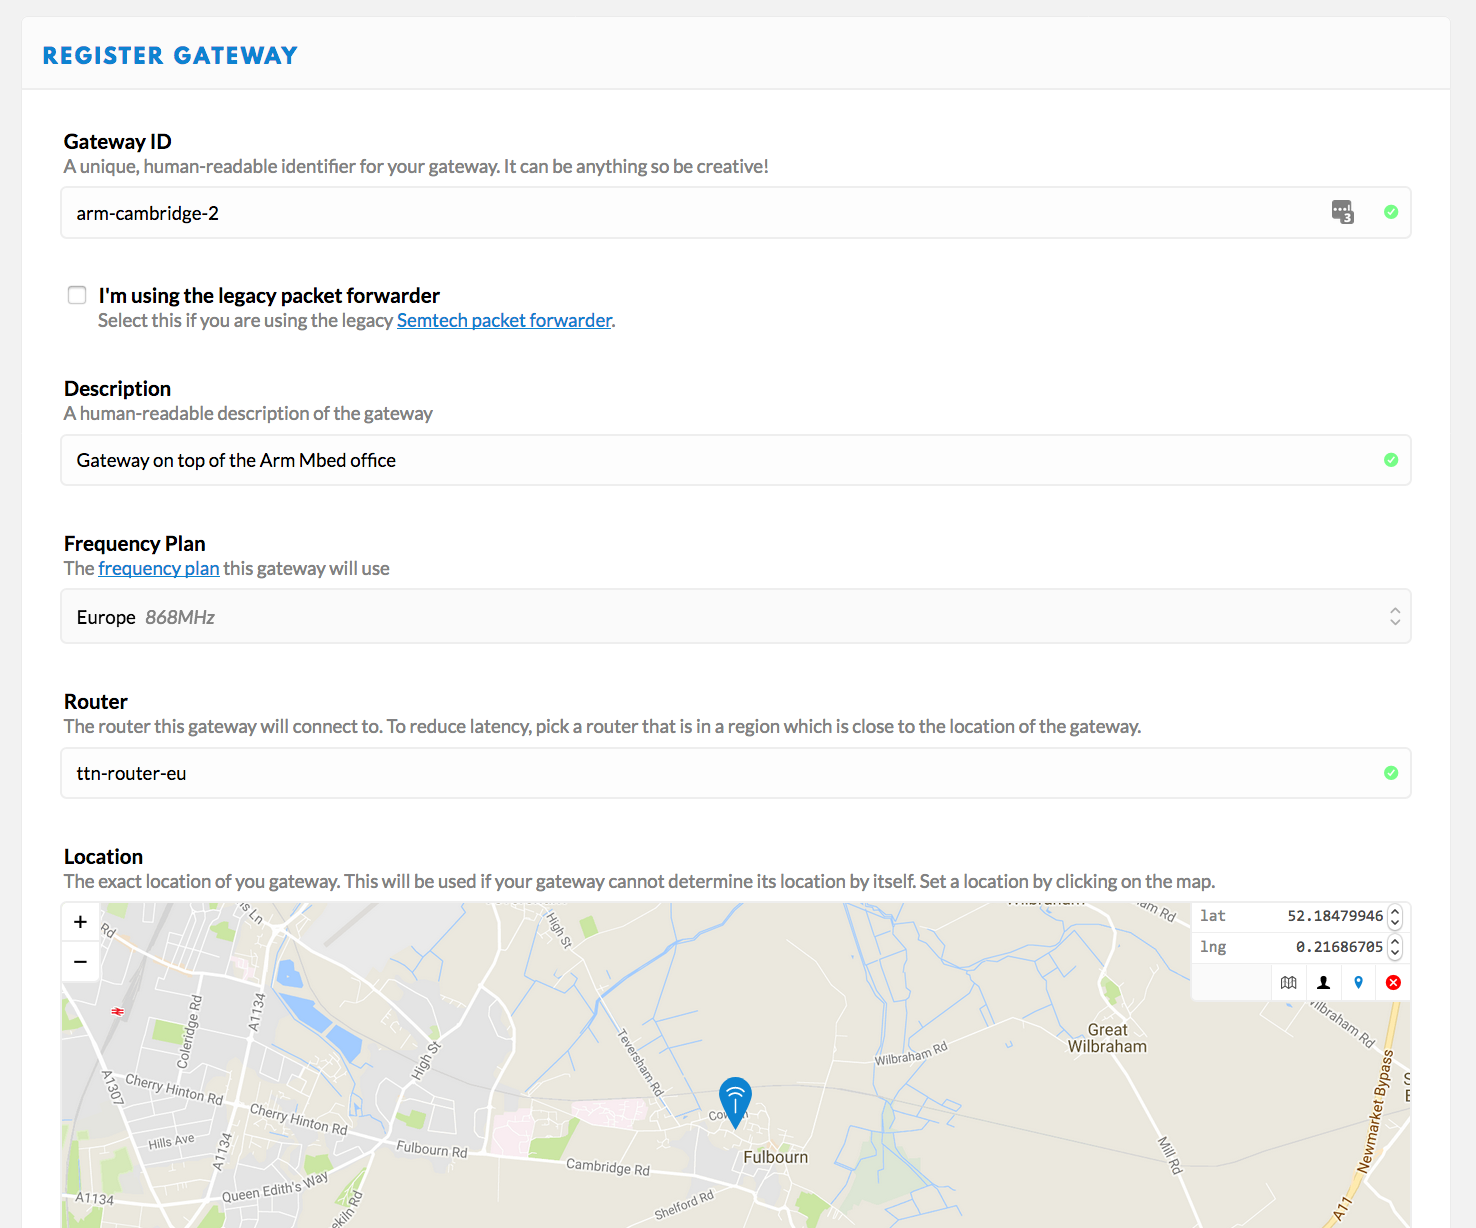 REGISTER GATEWAY
Gateway ID
A unique, human-readable identifier for your gateway. It can be anything so be creative!
arm-cambridge-2
3
I'm using the legacy packet forwarder
Select this if you are using the legacy Semtech packet forwarder.
Description
A human-readable description of the gateway
Gateway on top of the Arm Mbed office
Frequency Plan
The frequency plan this gateway will use
Europe 868MHz
Router
The router this gateway will connect to. To reduce latency, pick a router that is in a region which is close to the location of the gateway.
ttn-router-eu
Location
The exact location of you gateway. This will be used if your gateway cannot determine its location by itself. Set a location by clicking on the map.
+
−
lat 52.18479946
lng 0.21686705
Rd
High St
Wilbraham
Coleridge Rd
A1134
High St
Teversham Rd
Wilbraham Rd
Great
Wilbraham
Wilbraham Rd
A1307
Cherry Hinton Rd
Cherry Hinton Rd
Newmarket Bypass
Hills Ave
A1134
Fulbourn Rd
Cambridge Rd
Fulbourn
Mill Rd
A1134
Queen Edith's Way
Shelford Rd
A11